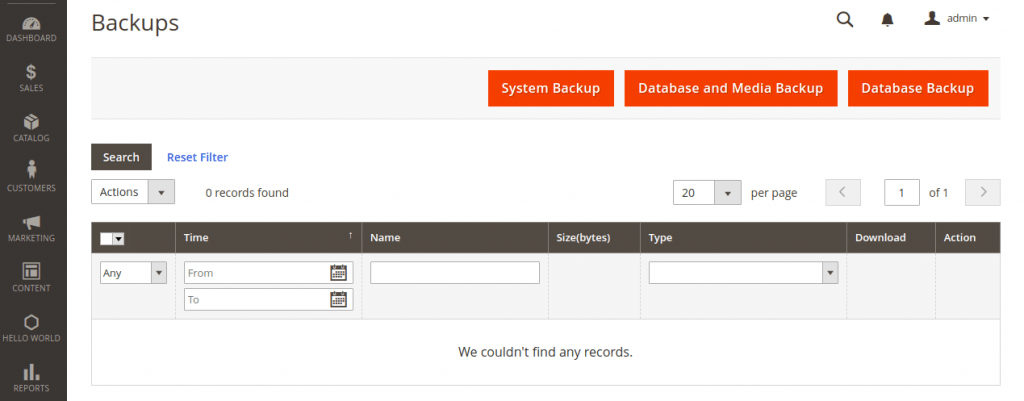 Backups
admin
DASHBOARD
SALES
CATALOG
CUSTOMERS
MARKETING
CONTENT
HELLO WORLD
REPORTS
System Backup Database and Media Backup Database Backup
Search Reset Filter
Actions 0 records found 20 per page 1 of 1
Time ↑ Name Size(bytes) Type Download Action
Any From
To
We couldn't find any records.